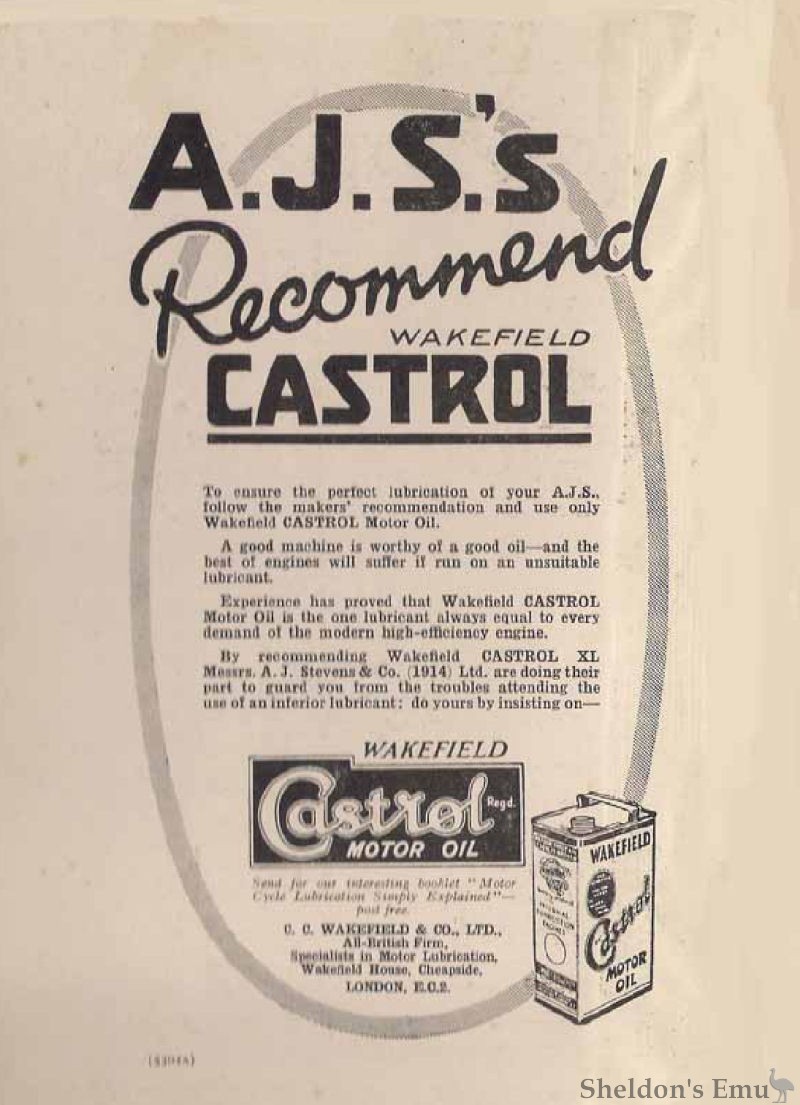 A.J.S.'s
Recommend
WAKEFIELD
CASTROL
To ensure the perfect lubrication of your A.J.S.,
follow the makers' recommendation and use only
Wakefield CASTROL Motor Oil.
A good machine is worthy of a good oil—and the
best of engines will suffer if run on an unsuitable
lubricant.
Experience has proved that Wakefield CASTROL
Motor Oil is the one lubricant always equal to every
demand of the modern high-efficiency engine.
By recommending Wakefield CASTROL XL
Messrs. A. J. Stevens & Co. (1914) Ltd. are doing their
part to guard you from the troubles attending the
use of an inferior lubricant: do yours by insisting on—
WAKEFIELD
Castrol Regd.
MOTOR OIL
Send for our interesting booklet "Motor
Cycle Lubrication Simply Explained"—
post free.
C. C. WAKEFIELD & CO., LTD.,
All-British Firm,
Specialists in Motor Lubrication,
Wakefield House, Cheapside,
LONDON, E.C.2.
WAKEFIELD
Castrol
MOTOR
OIL
Sheldon's Emu